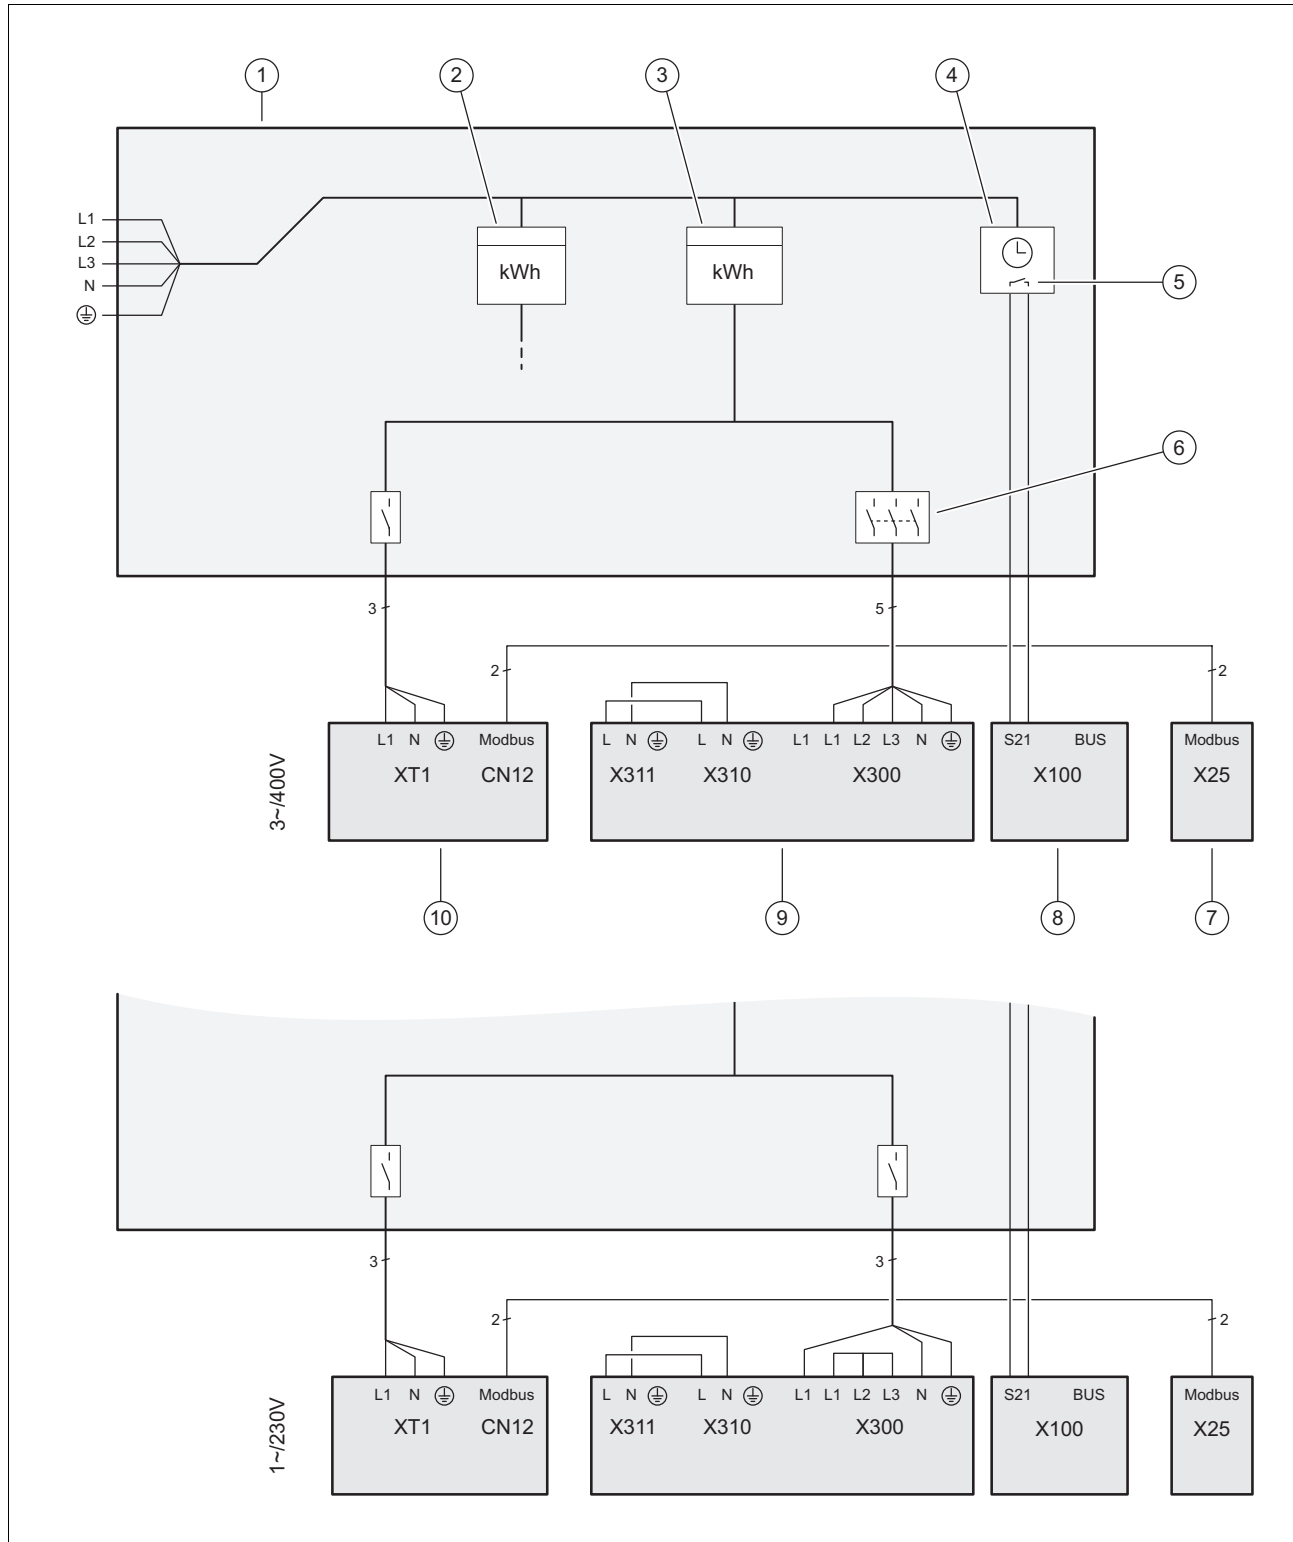 1 2 3 4
L1
L2
L3
N
kWh kWh
5
6
3 5
2 2
3~/400V
L1 N Modbus L N L N L1 L1 L2 L3 N S21 BUS Modbus
XT1 CN12 X311 X310 X300 X100 X25
10 9 8 7
3 3
2 2
1~/230V
L1 N Modbus L N L N L1 L1 L2 L3 N S21 BUS Modbus
XT1 CN12 X311 X310 X300 X100 X25